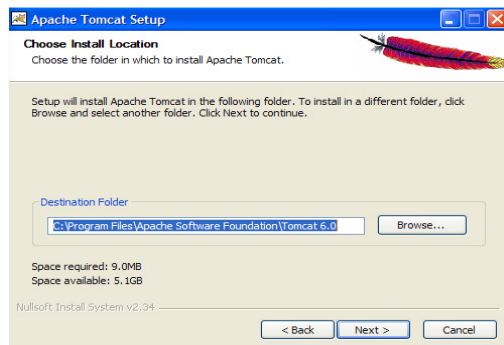 Apache Tomcat Setup
Choose Install Location
Choose the folder in which to install Apache Tomcat.
Setup will install Apache Tomcat in the following folder. To install in a different folder, click
Browse and select another folder. Click Next to continue.
Destination Folder
C:\Program Files\Apache Software Foundation\Tomcat 6.0
Browse...
Space required: 9.0MB
Space available: 5.1GB
Nullsoft Install System v2.34
< Back
Next >
Cancel